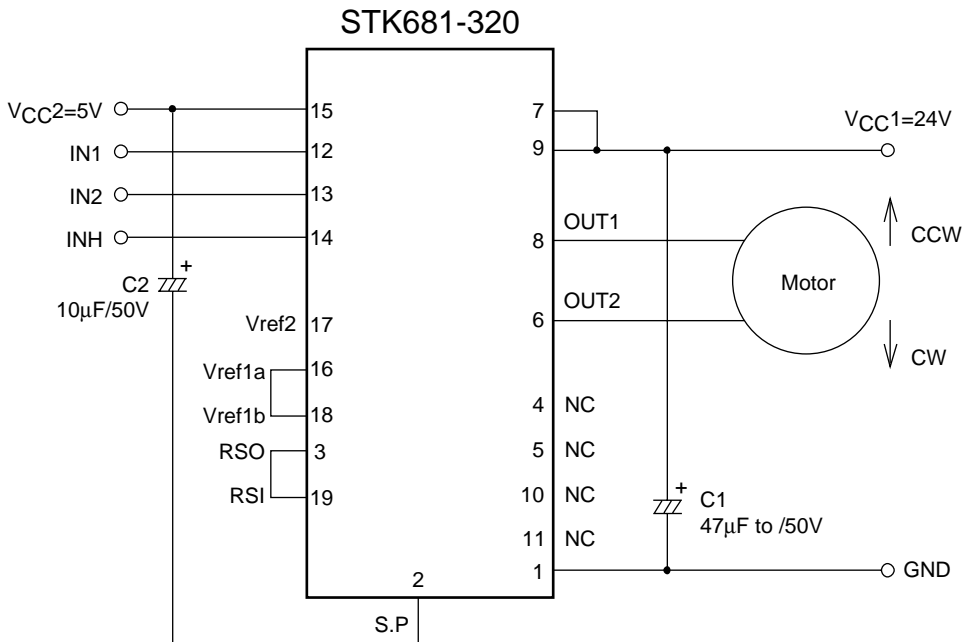 STK681-320
VCC2=5V
15
IN1
12
IN2
13
INH
14
C2
+
10μF/50V
Vref2
17
Vref1a
16
Vref1b
18
RSO
3
RSI
19
7
9
VCC1=24V
8
OUT1
6
OUT2
Motor
CCW
CW
4
NC
5
NC
10
NC
11
NC
+
C1
47μF to /50V
1
GND
2
S.P